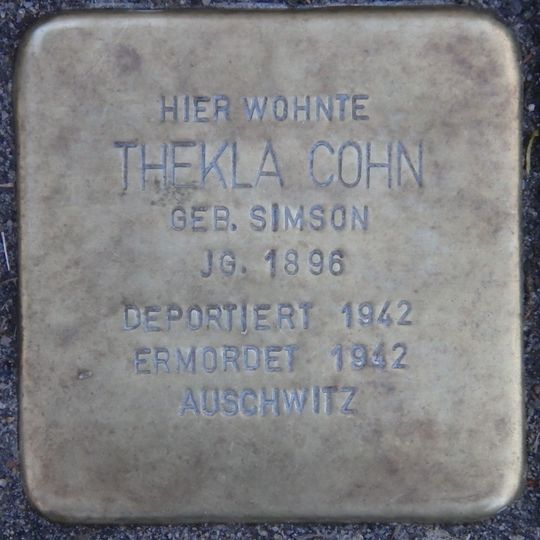 HIER WOHNTE
THEKLA COHN
GEB. SIMSON
JG. 1896
DEPORTIERT 1942
ERMORDET 1942
AUSCHWITZ